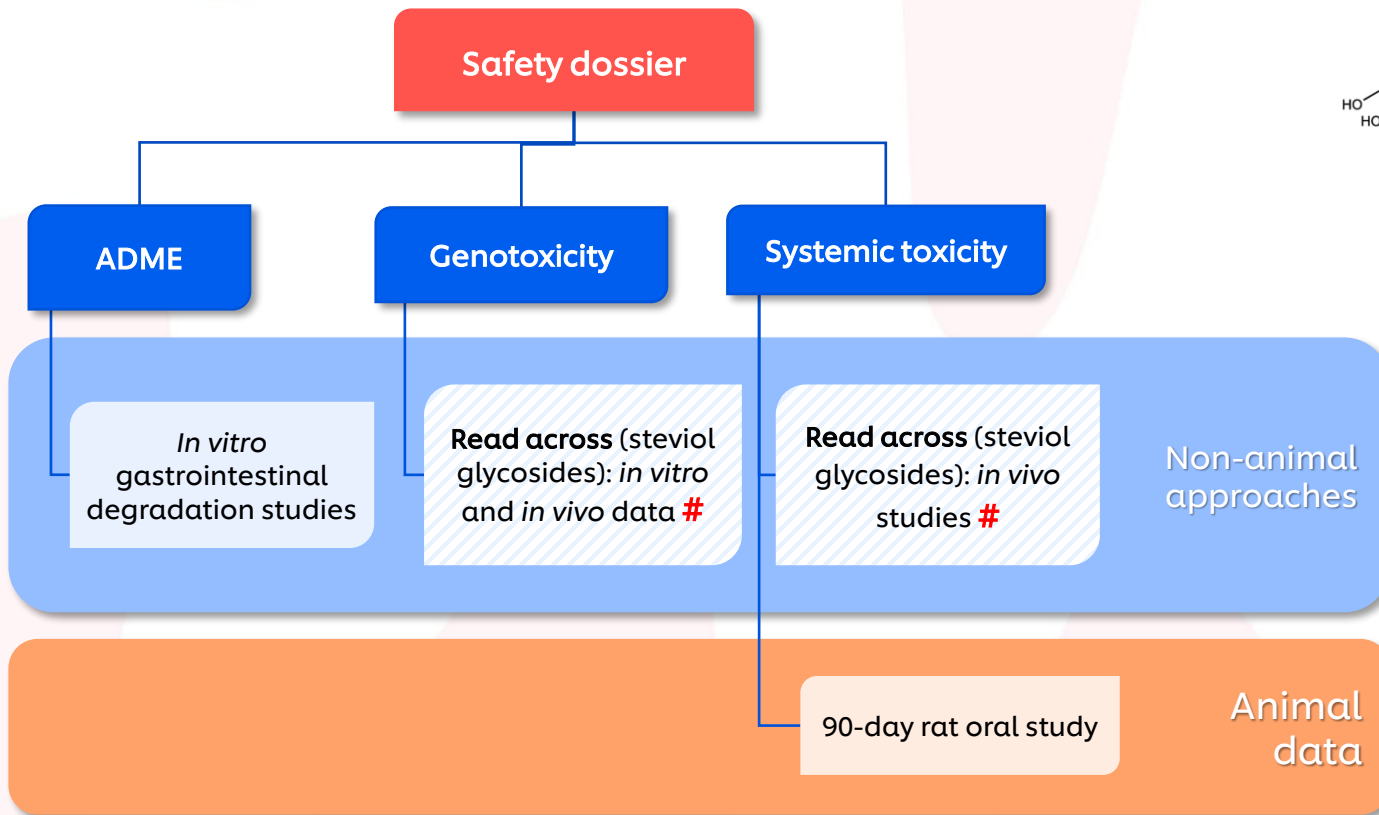 Safety dossier
HO
HO
ADME
Genotoxicity
Systemic toxicity
In vitro
gastrointestinal
degradation studies
Read across (steviol
glycosides): in vitro
and in vivo data #
Read across (steviol
glycosides): in vivo
studies #
Non-animal
approaches
90-day rat oral study
Animal
data